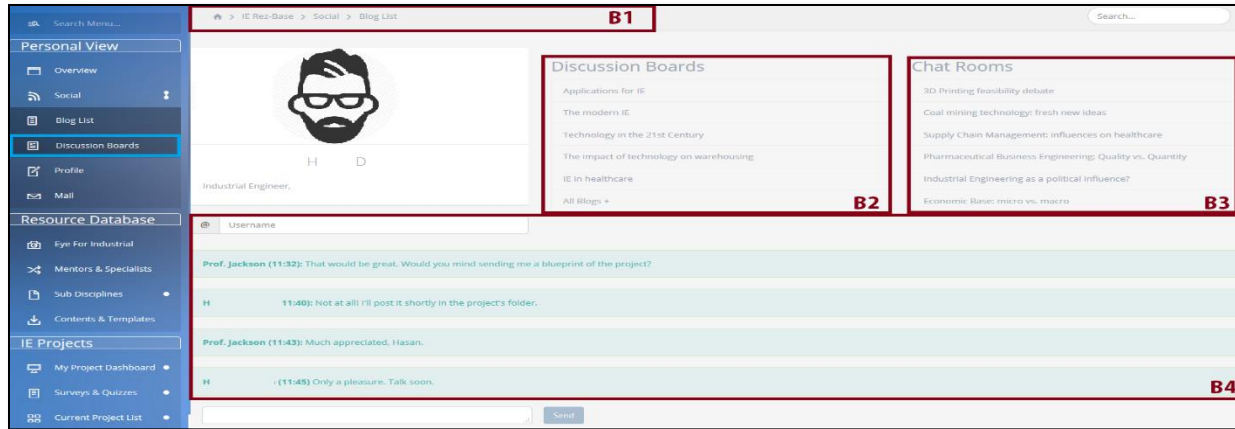 Search Menu...
Personal View
Overview
Social
Blog List
Discussion Boards
Profile
Mail
Resource Database
Eye For Industrial
Mentors & Specialists
Sub Disciplines
Contents & Templates
IE Projects
My Project Dashboard
Surveys & Quizzes
Current Project List
> IE Rez-Base > Social > Blog List
B1
Search...
H D
Industrial Engineer,
Discussion Boards
Applications for IE
The modern IE
Technology in the 21st Century
The impact of technology on warehousing
IE in healthcare
All Blogs +
B2
Chat Rooms
3D Printing feasibility debate
Coal mining technology: fresh new ideas
Supply Chain Management: influences on healthcare
Pharmaceutical Business Engineering: Quality vs. Quantity
Industrial Engineering as a political influence?
Economic Base: micro vs. macro
B3
@ Username
Prof. Jackson (11:32): That would be great. Would you mind sending me a blueprint of the project?
H 11:40): Not at all! I'll post it shortly in the project's folder.
Prof. Jackson (11:43): Much appreciated, Hasan.
H (11:45) Only a pleasure. Talk soon.
B4
Send